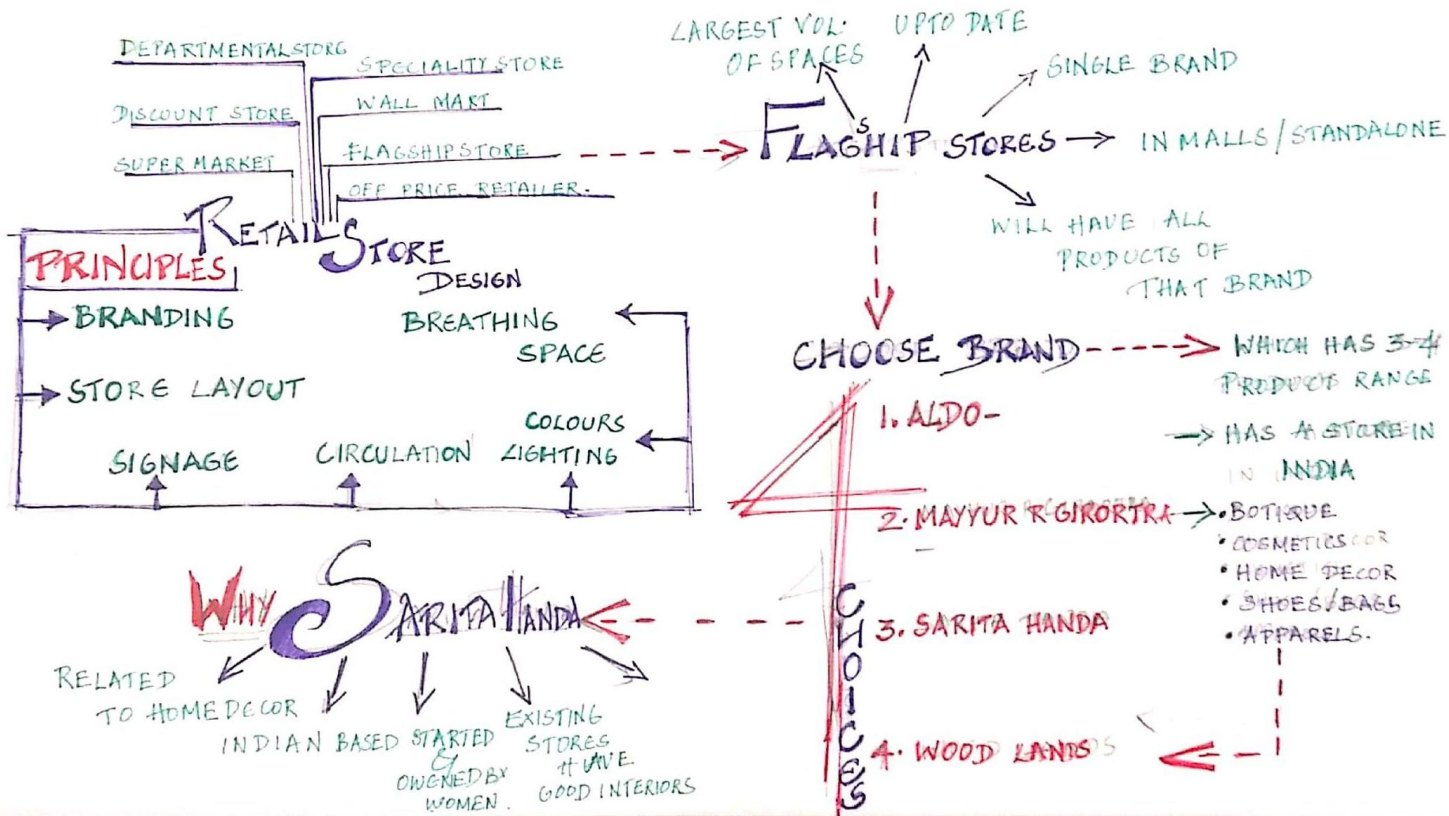 DEPARTMENTAL STORE
SPECIALITY STORE
DISCOUNT STORE
WALL MART
SUPER MARKET
FLAGSHIP STORE
OFF PRICE RETAILER.
RETAIL STORE
DESIGN
PRINCIPLES
BRANDING
STORE LAYOUT
SIGNAGE
CIRCULATION
COLOURS
LIGHTING
BREATHING
SPACE
FLAGSHIP STORES
LARGEST VOL.
OF SPACES
UPTO DATE
SINGLE BRAND
IN MALLS/STANDALONE
WILL HAVE ALL
PRODUCTS OF
THAT BRAND
CHOOSE BRAND
WHICH HAS 3-4
PRODUCT RANGE
HAS A STORE IN
IN INDIA
4 CHOICES
1. ALDO-
2. MAYYUR R GIRORTRA
• BOTIQUE
• COSMETICS
• HOME DECOR
• SHOES/BAGS
• APPARELS.
3. SARITA HANDA
4. WOOD LANDS
WHY SARITA HANDA
RELATED
TO HOMEDECOR
INDIAN BASED
STARTED
&
OWENED BY
WOMEN.
EXISTING
STORES
HAVE
GOOD INTERIORS